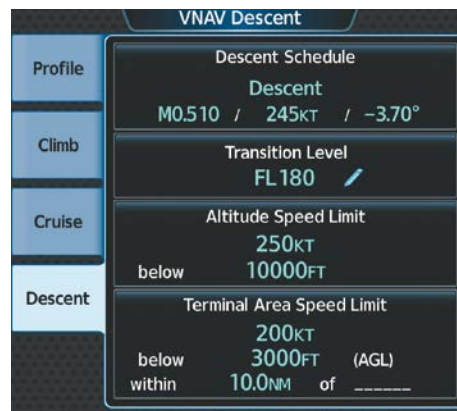 VNAV Descent
Profile
Climb
Cruise
Descent
Descent Schedule
Descent
M0.510 / 245KT / -3.70°
Transition Level
FL180
Altitude Speed Limit
250KT
below 10000FT
Terminal Area Speed Limit
200KT
below 3000FT (AGL)
within 10.0NM of ______